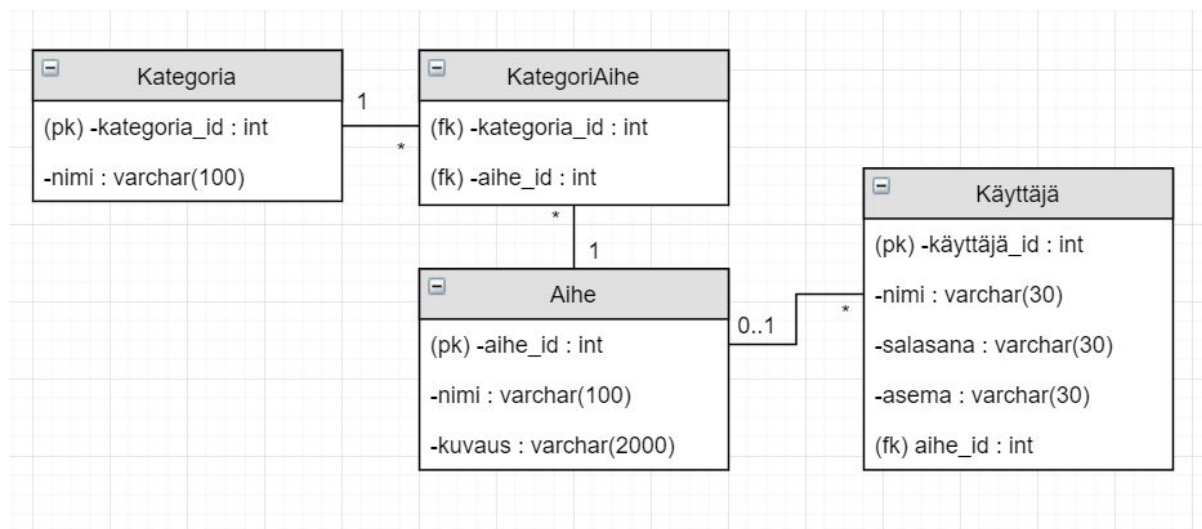 Kategoria
(pk) -kategoria_id : int
-nimi : varchar(100)
1
*
KategoriAihe
(fk) -kategoria_id : int
(fk) -aihe_id : int
*
1
Aihe
(pk) -aihe_id : int
-nimi : varchar(100)
-kuvaus : varchar(2000)
0..1
*
Käyttäjä
(pk) -käyttäjä_id : int
-nimi : varchar(30)
-salasana : varchar(30)
-asema : varchar(30)
(fk) aihe_id : int